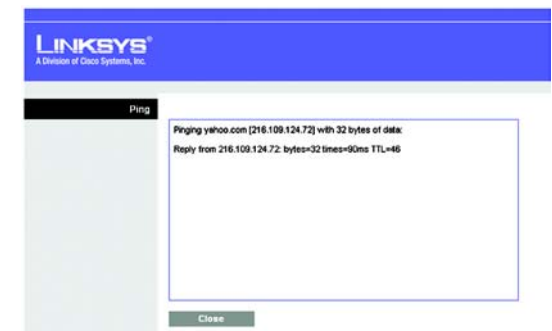 LINKSYS®
A Division of Cisco Systems, Inc.
Ping
Pinging yahoo.com [216.109.124.72] with 32 bytes of data:
Reply from 216.109.124.72: bytes=32 times=90ms TTL=46
Close